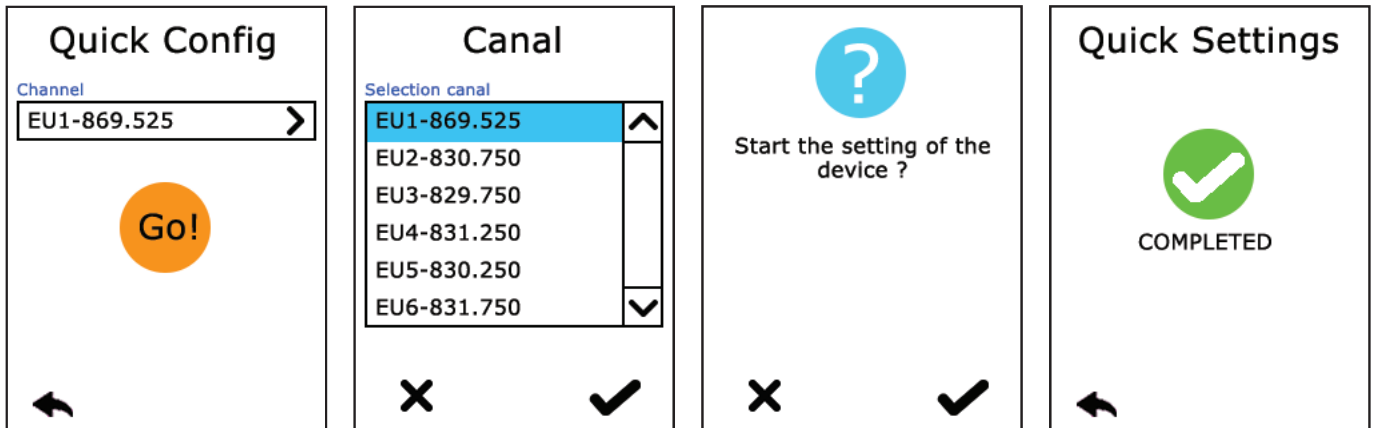 Quick Config
Channel
EU1-869.525
Go!
Canal
Selection canal
EU1-869.525
EU2-830.750
EU3-829.750
EU4-831.250
EU5-830.250
EU6-831.750
?
Start the setting of the
device ?
Quick Settings
COMPLETED